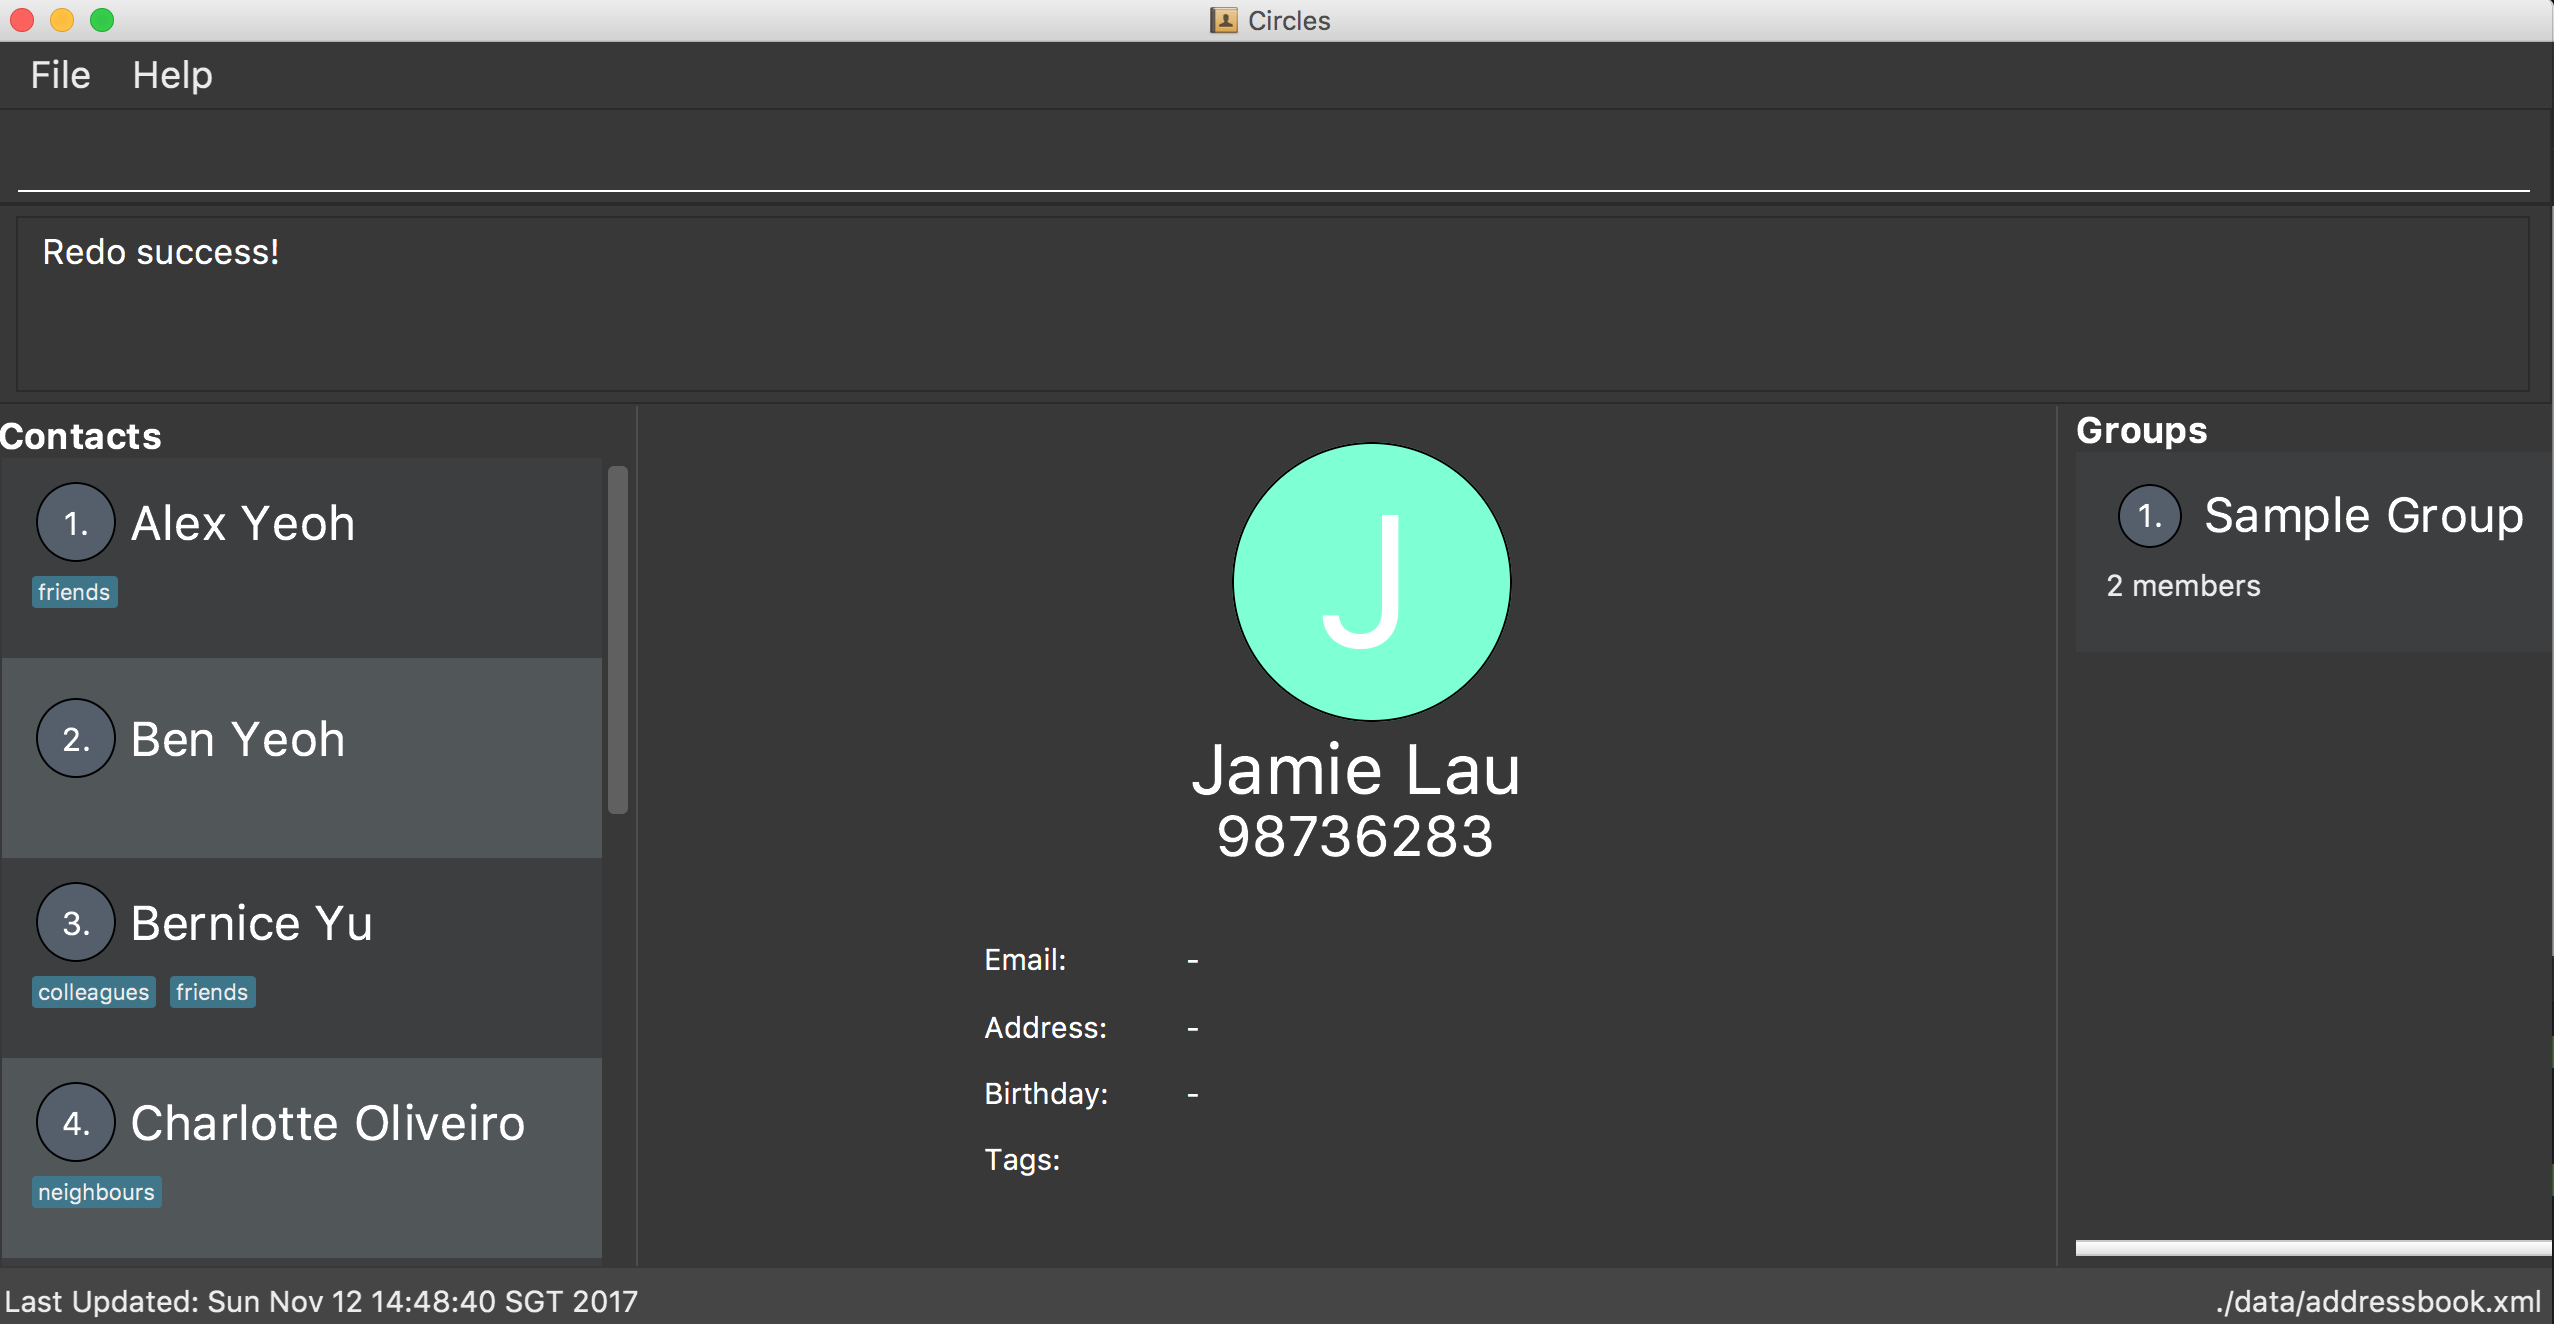 Circles
File Help
Redo success!
Contacts
1. Alex Yeoh
friends
2. Ben Yeoh
3. Bernice Yu
colleagues friends
4. Charlotte Oliveiro
neighbours
J
Jamie Lau
98736283
Email: -
Address: -
Birthday: -
Tags:
Groups
1. Sample Group
2 members
Last Updated: Sun Nov 12 14:48:40 SGT 2017
./data/addressbook.xml